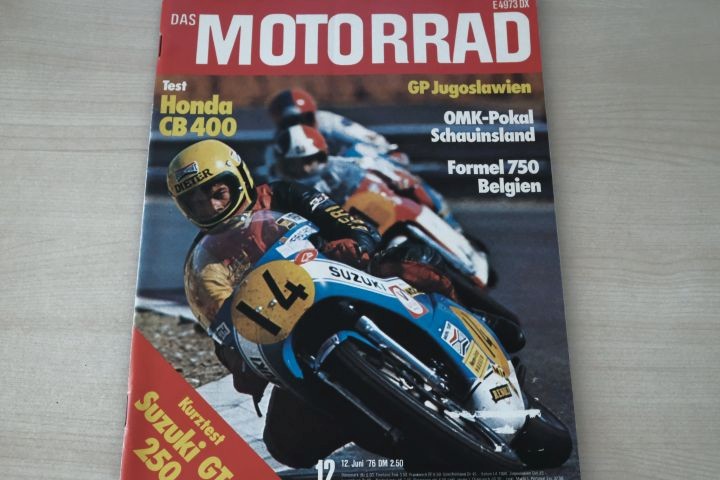 E 4973 DX
DAS MOTORRAD
Test
Honda
CB 400
GP Jugoslawien
OMK-Pokal
Schauinsland
Formel 750
Belgien
DIETER
SUZUKI
14
Kurztest
Suzuki GT
250
12
12. Juni '76 DM 2.50